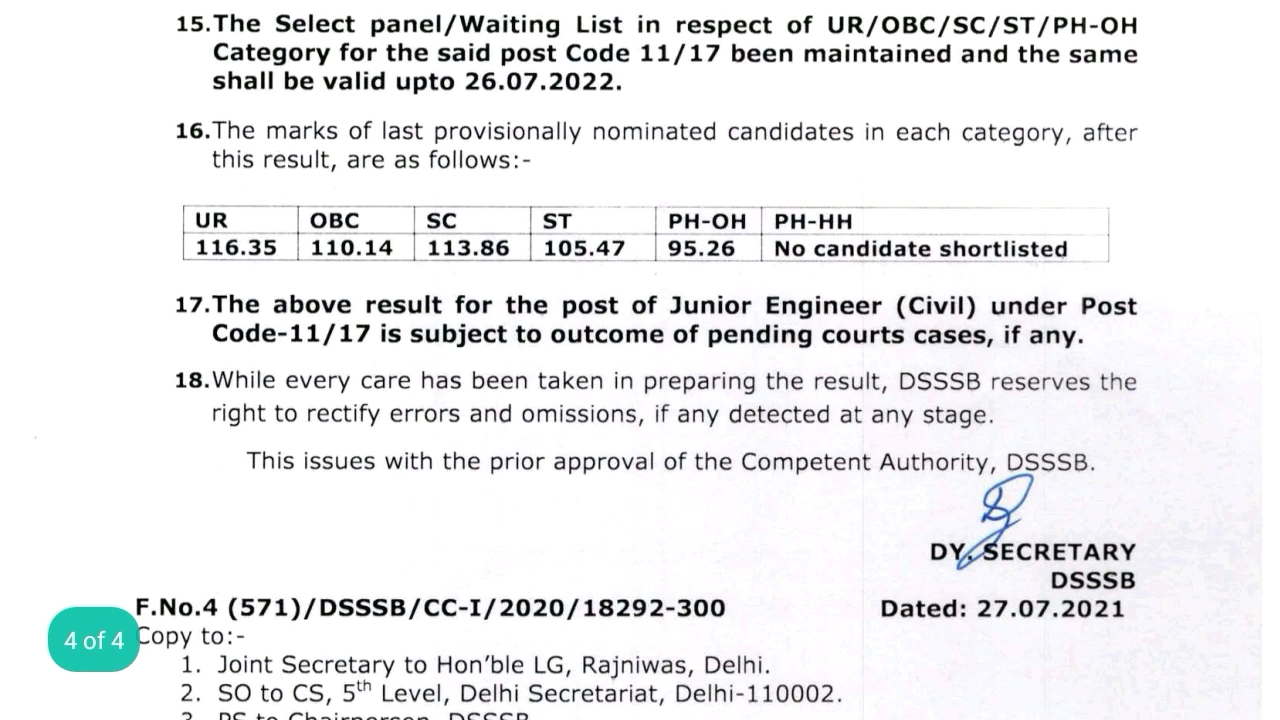 15.The Select panel/Waiting List in respect of UR/OBC/SC/ST/PH-OH
Category for the said post Code 11/17 been maintained and the same
shall be valid upto 26.07.2022.
16.The marks of last provisionally nominated candidates in each category, after
this result, are as follows:-
UR OBC SC ST PH-OH PH-HH
116.35 110.14 113.86 105.47 95.26 No candidate shortlisted
17.The above result for the post of Junior Engineer (Civil) under Post
Code-11/17 is subject to outcome of pending courts cases, if any.
18.While every care has been taken in preparing the result, DSSSB reserves the
right to rectify errors and omissions, if any detected at any stage.
This issues with the prior approval of the Competent Authority, DSSSB.
DY. SECRETARY
DSSSB
F.No.4 (571)/DSSSB/CC-I/2020/18292-300 Dated: 27.07.2021
4 of 4 Copy to:-
1. Joint Secretary to Hon'ble LG, Rajniwas, Delhi.
2. SO to CS, 5th Level, Delhi Secretariat, Delhi-110002.
3. PS to Chairperson, DSSSB